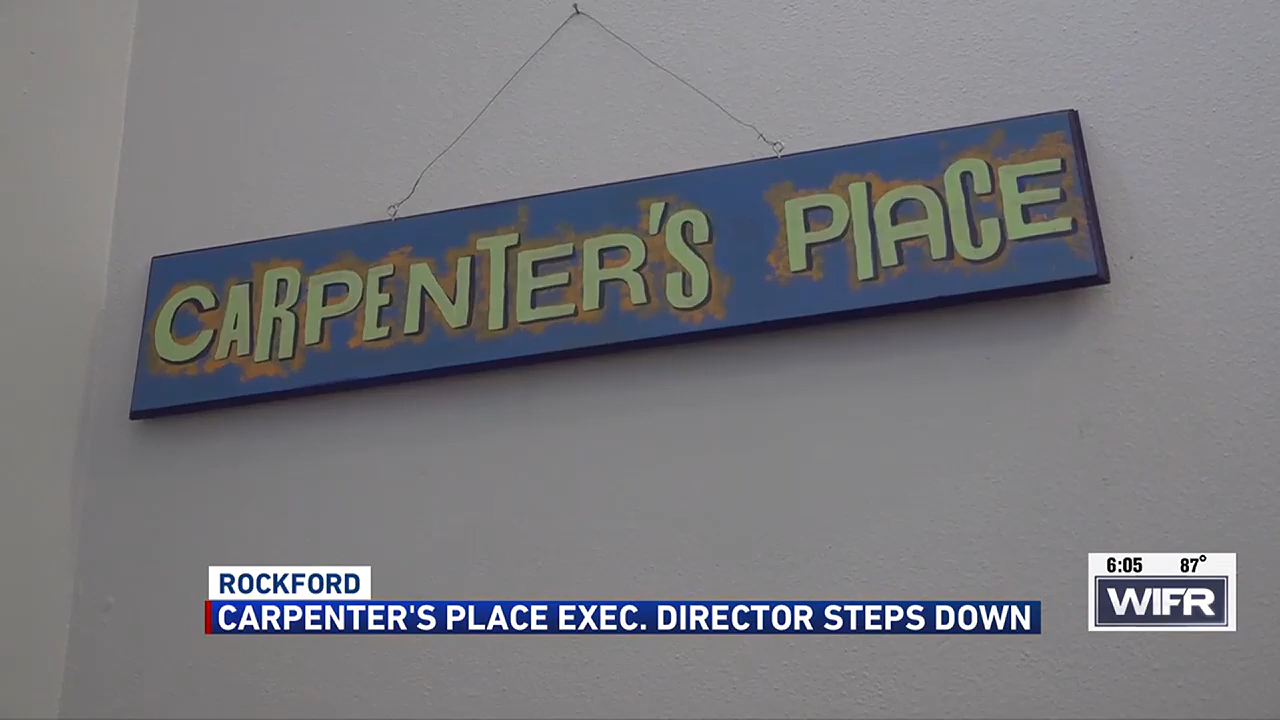 CARPENTER'S PLACE
ROCKFORD
CARPENTER'S PLACE EXEC. DIRECTOR STEPS DOWN
6:05 87°
WIFR